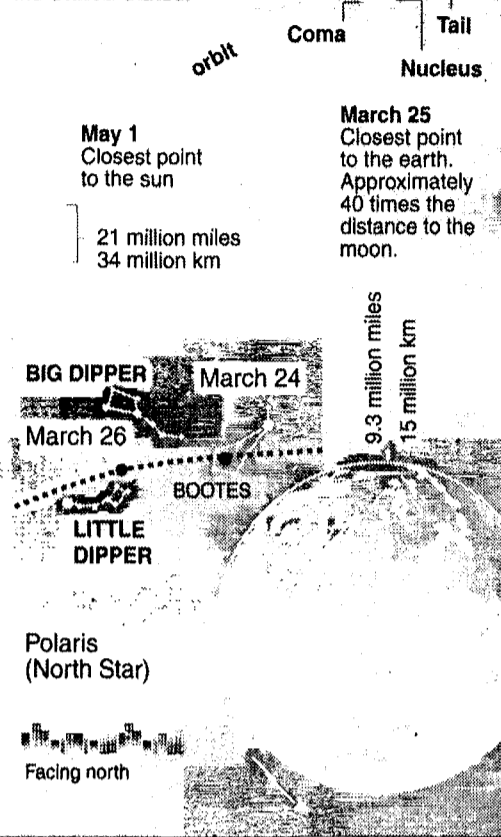 Coma
Tail
orbit
Nucleus
May 1
Closest point
to the sun
21 million miles
34 million km
March 25
Closest point
to the earth.
Approximately
40 times the
distance to the
moon.
9.3 million miles
15 million km
BIG DIPPER
March 24
March 26
BOOTES
LITTLE
DIPPER
Polaris
(North Star)
Facing north